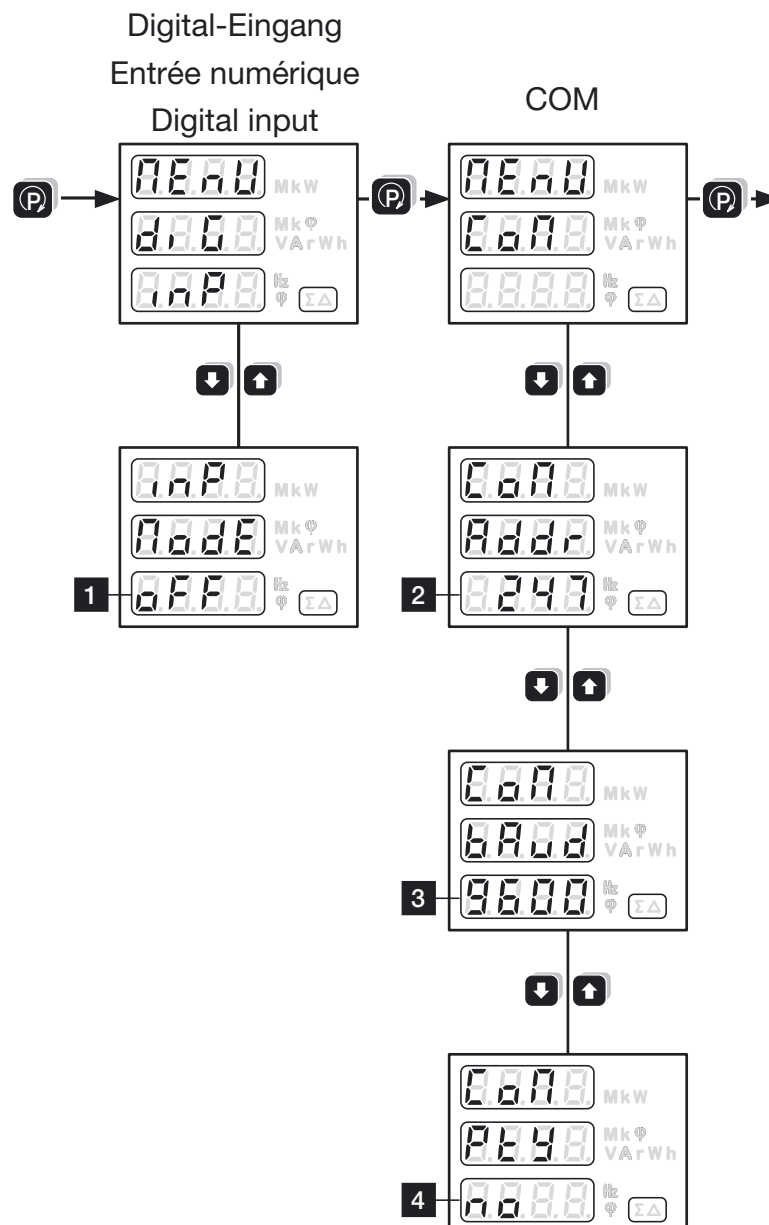 Digital-Eingang
Entrée numérique
Digital input
COM
P
MEnU
MkW
diG
Mkφ
VArWh
inP
Hz
φ
ΣΔ
P
MEnU
MkW
CoM
Mkφ
VArWh
Hz
φ
ΣΔ
P
inP
MkW
ModE
Mkφ
VArWh
1
oFF
Hz
φ
ΣΔ
CoM
MkW
Addr
Mkφ
VArWh
2
247
Hz
φ
ΣΔ
CoM
MkW
bAud
Mkφ
VArWh
3
9600
Hz
φ
ΣΔ
CoM
MkW
PtY
Mkφ
VArWh
4
no
Hz
φ
ΣΔ